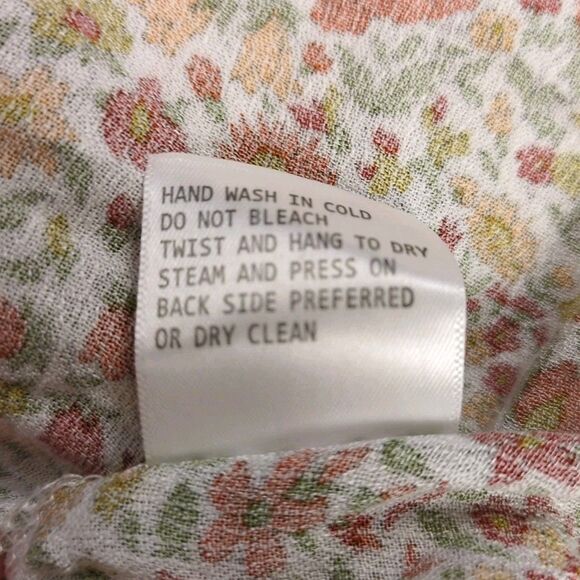 HAND WASH IN COLD
DO NOT BLEACH
TWIST AND HANG TO DRY
STEAM AND PRESS ON
BACK SIDE PREFERRED
OR DRY CLEAN